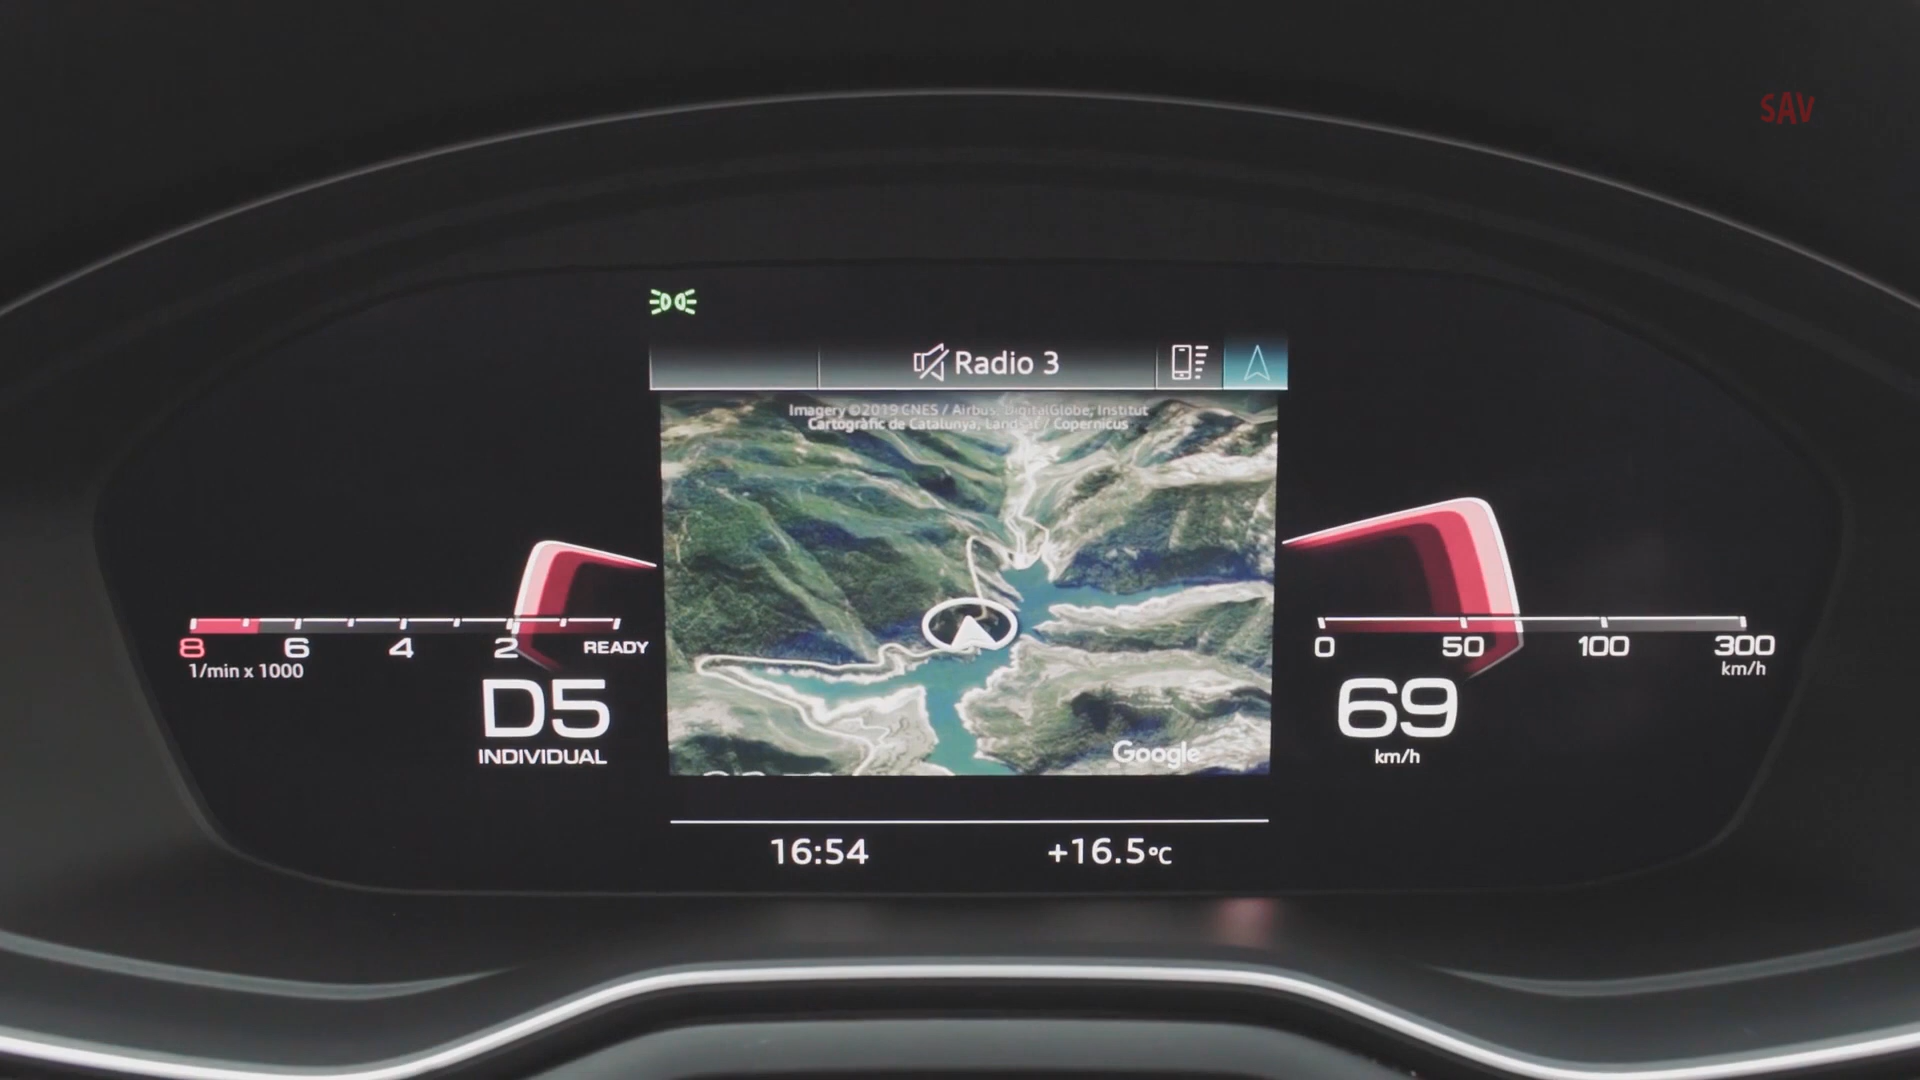 SAV
Radio 3
Imagery ©2019 CNES / Airbus, DigitalGlobe, Institut
Cartogràfic de Catalunya, Landsat / Copernicus
8 6 4 2 READY
1/min x 1000
D5
INDIVIDUAL
Google
0 50 100 300
km/h
69
km/h
16:54 +16.5°C